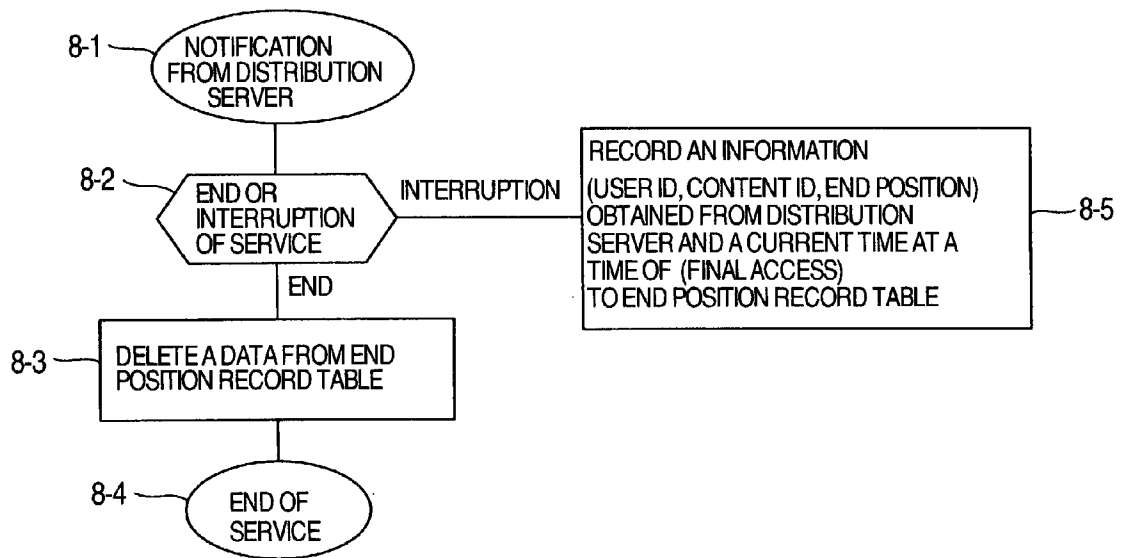 8-1
NOTIFICATION
FROM DISTRIBUTION
SERVER
8-2
END OR
INTERRUPTION
OF SERVICE
INTERRUPTION
RECORD AN INFORMATION
(USER ID, CONTENT ID, END POSITION)
OBTAINED FROM DISTRIBUTION
SERVER AND A CURRENT TIME AT A
TIME OF (FINAL ACCESS)
TO END POSITION RECORD TABLE
8-5
END
8-3
DELETE A DATA FROM END
POSITION RECORD TABLE
8-4
END OF
SERVICE